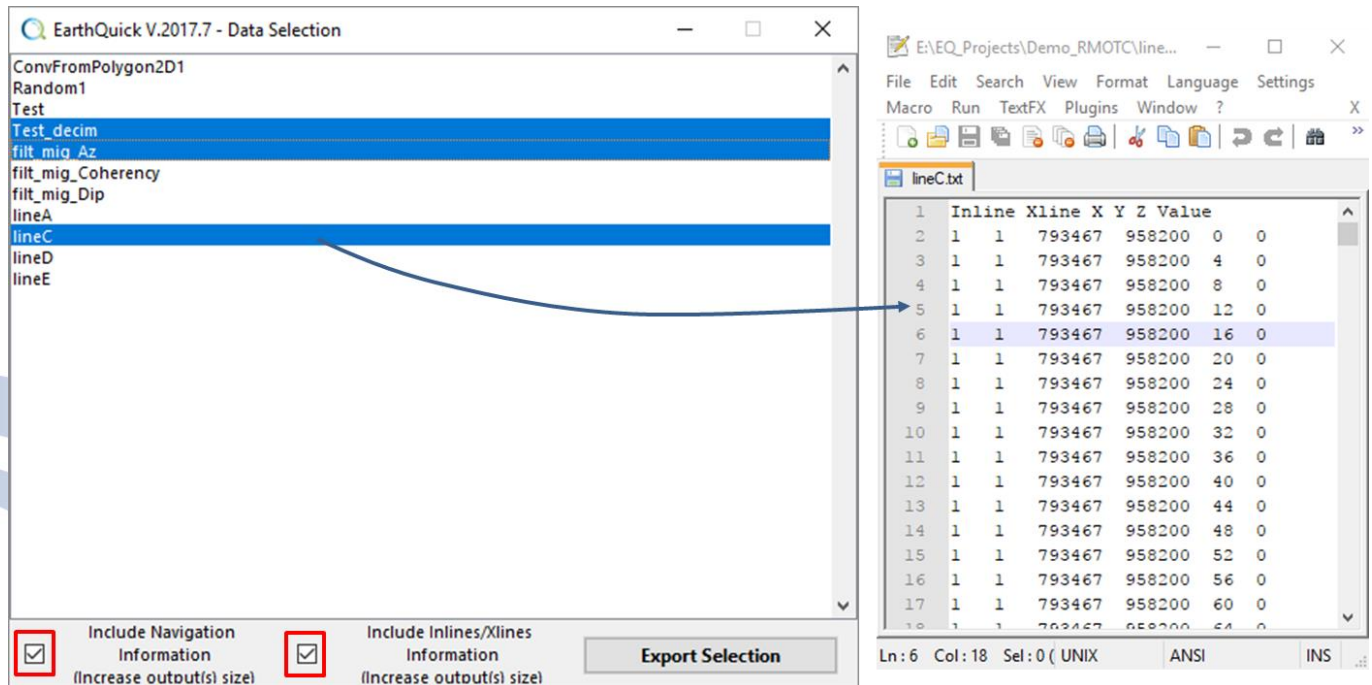 EarthQuick V.2017.7 - Data Selection
ConvFromPolygon2D1
Random1
Test
Test_decim
filt_mig_Az
filt_mig_Coherency
filt_mig_Dip
lineA
lineC
lineD
lineE
Include Navigation
Information
(Increase output(s) size)
Include Inlines/Xlines
Information
(Increase output(s) size)
Export Selection
E:\EQ_Projects\Demo_RMOTC\line...
File Edit Search View Format Language Settings
Macro Run TextFX Plugins Window ? X
lineC.txt
1 Inline Xline X Y Z Value
2 1 1 793467 958200 0 0
3 1 1 793467 958200 4 0
4 1 1 793467 958200 8 0
5 1 1 793467 958200 12 0
6 1 1 793467 958200 16 0
7 1 1 793467 958200 20 0
8 1 1 793467 958200 24 0
9 1 1 793467 958200 28 0
10 1 1 793467 958200 32 0
11 1 1 793467 958200 36 0
12 1 1 793467 958200 40 0
13 1 1 793467 958200 44 0
14 1 1 793467 958200 48 0
15 1 1 793467 958200 52 0
16 1 1 793467 958200 56 0
17 1 1 793467 958200 60 0
18 1 1 793467 958200 64 0
Ln : 6 Col : 18 Sel : 0 ( UNIX ANSI INS